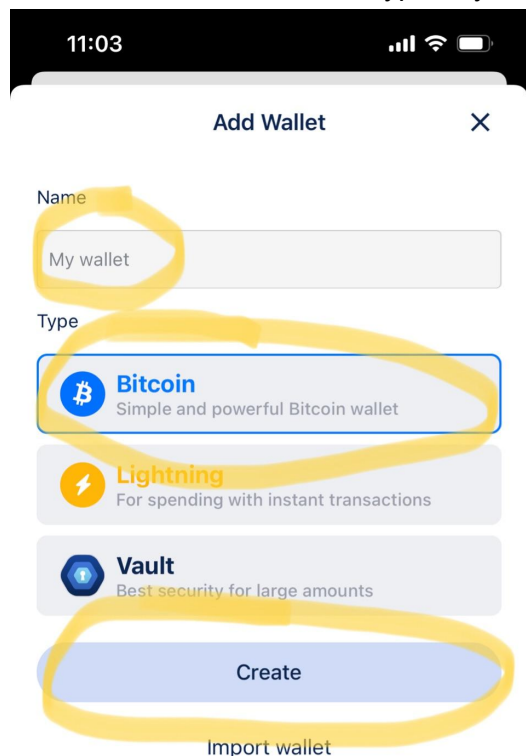 11:03
Add Wallet
Name
My wallet
Type
Bitcoin
Simple and powerful Bitcoin wallet
Lightning
For spending with instant transactions
Vault
Best security for large amounts
Create
Import wallet